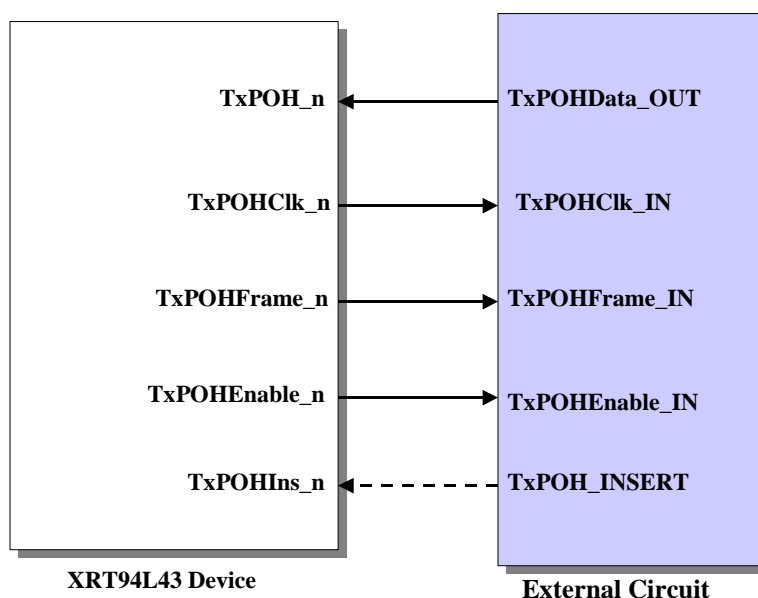 TxPOH_n TxPOHData_OUT
TxPOHClk_n TxPOHClk_IN
TxPOHFrame_n TxPOHFrame_IN
TxPOHEnable_n TxPOHEnable_IN
TxPOHIns_n TxPOH_INSERT
XRT94L43 Device External Circuit